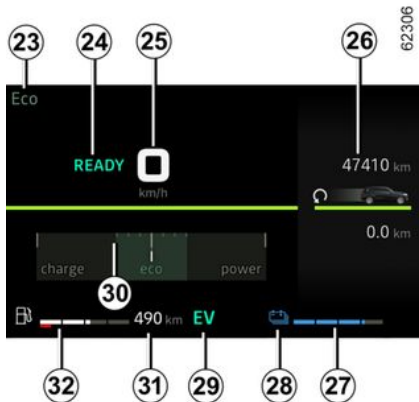 62306
23 24 25 26
Eco
READY 0
km/h
47410 km
0.0 km
charge eco power
30
490 km EV
32 31 29 28 27